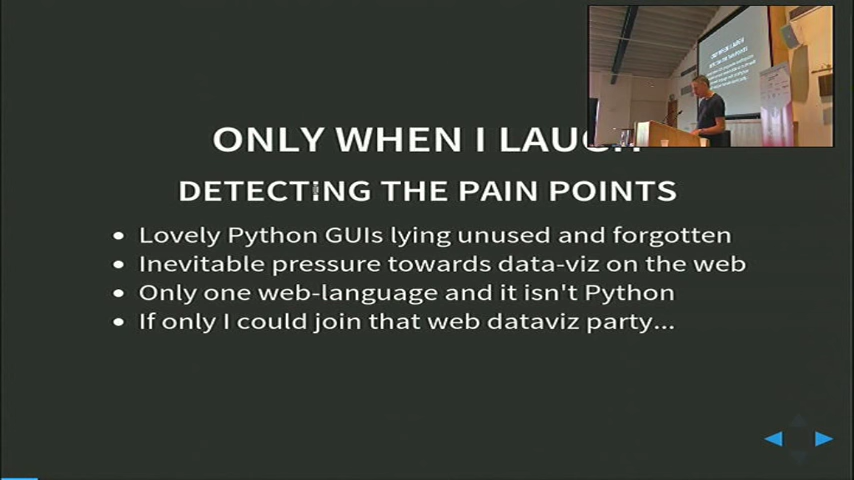 ONLY WHEN I LAUGH
DETECTING THE PAIN POINTS
Lovely Python GUIs lying unused and forgotten
Inevitable pressure towards data-viz on the web
Only one web-language and it isn't Python
If only I could join that web dataviz party...